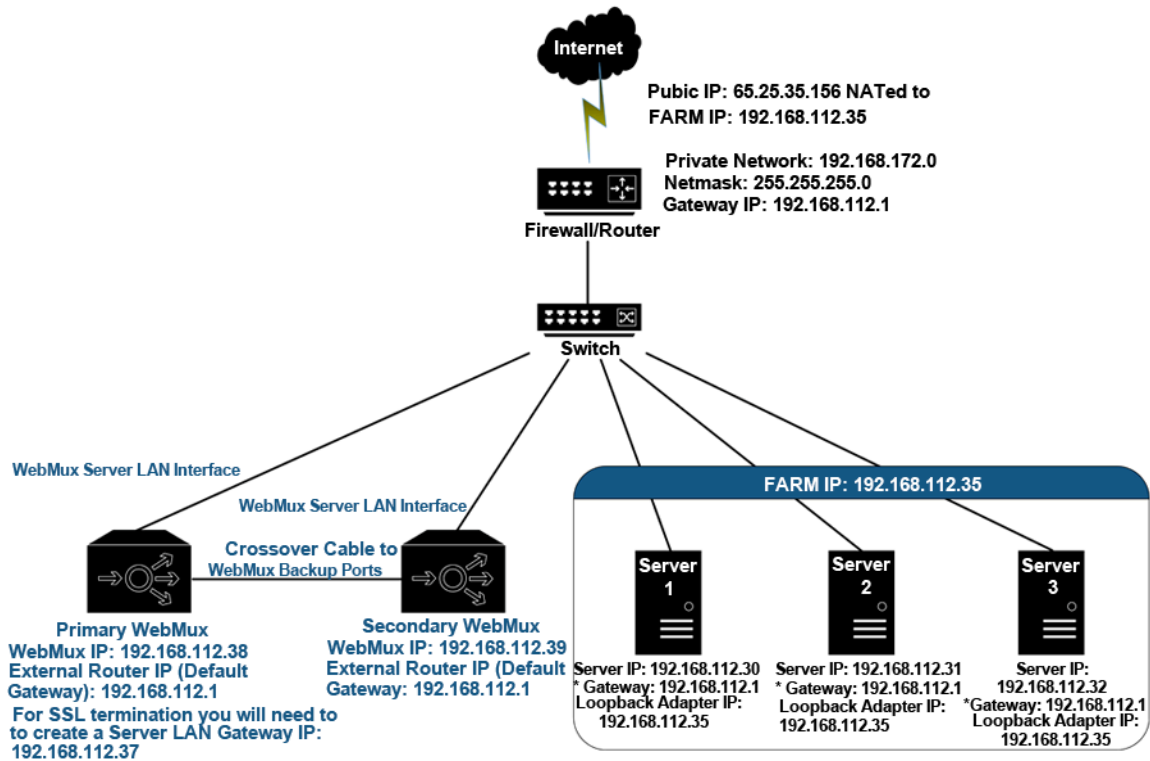 Internet
Pubic IP: 65.25.35.156 NATed to
FARM IP: 192.168.112.35
Private Network: 192.168.172.0
Netmask: 255.255.255.0
Gateway IP: 192.168.112.1
Firewall/Router
Switch
WebMux Server LAN Interface
WebMux Server LAN Interface
Crossover Cable to
WebMux Backup Ports
Primary WebMux
WebMux IP: 192.168.112.38
External Router IP (Default
Gateway): 192.168.112.1
For SSL termination you will need to
to create a Server LAN Gateway IP:
192.168.112.37
Secondary WebMux
WebMux IP: 192.168.112.39
External Router IP (Default
Gateway: 192.168.112.1
FARM IP: 192.168.112.35
Server
1
Server IP: 192.168.112.30
* Gateway: 192.168.112.1
Loopback Adapter IP:
192.168.112.35
Server
2
Server IP: 192.168.112.31
* Gateway: 192.168.112.1
Loopback Adapter IP:
192.168.112.35
Server
3
Server IP:
192.168.112.32
*Gateway: 192.168.112.1
Loopback Adapter IP:
192.168.112.35